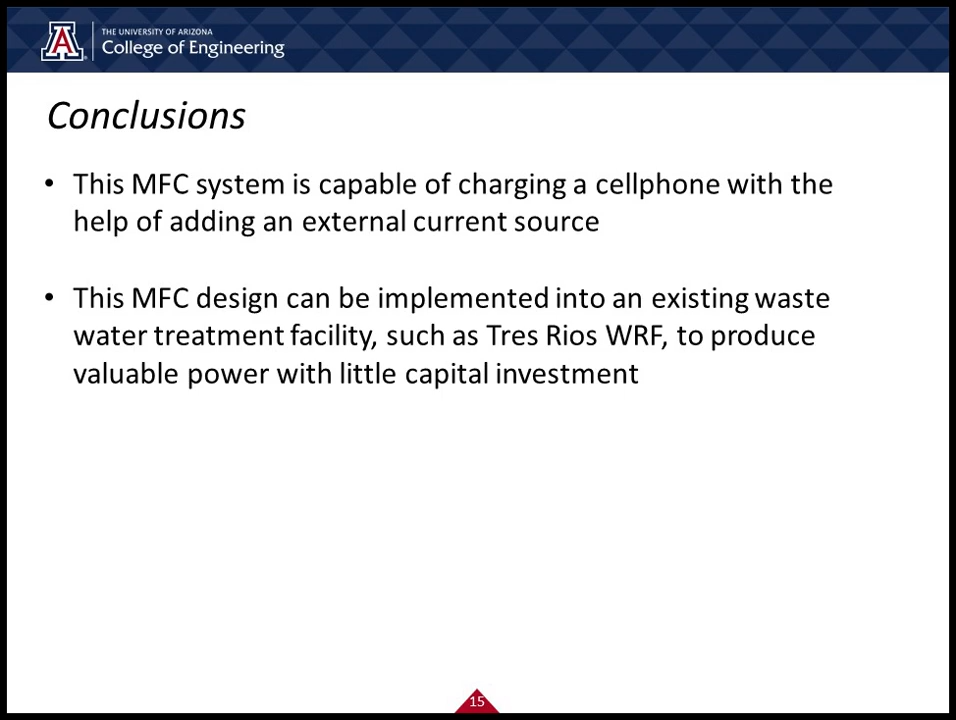 THE UNIVERSITY OF ARIZONA
College of Engineering
A
Conclusions
• This MFC system is capable of charging a cellphone with the
help of adding an external current source
• This MFC design can be implemented into an existing waste
water treatment facility, such as Tres Rios WRF, to produce
valuable power with little capital investment
15